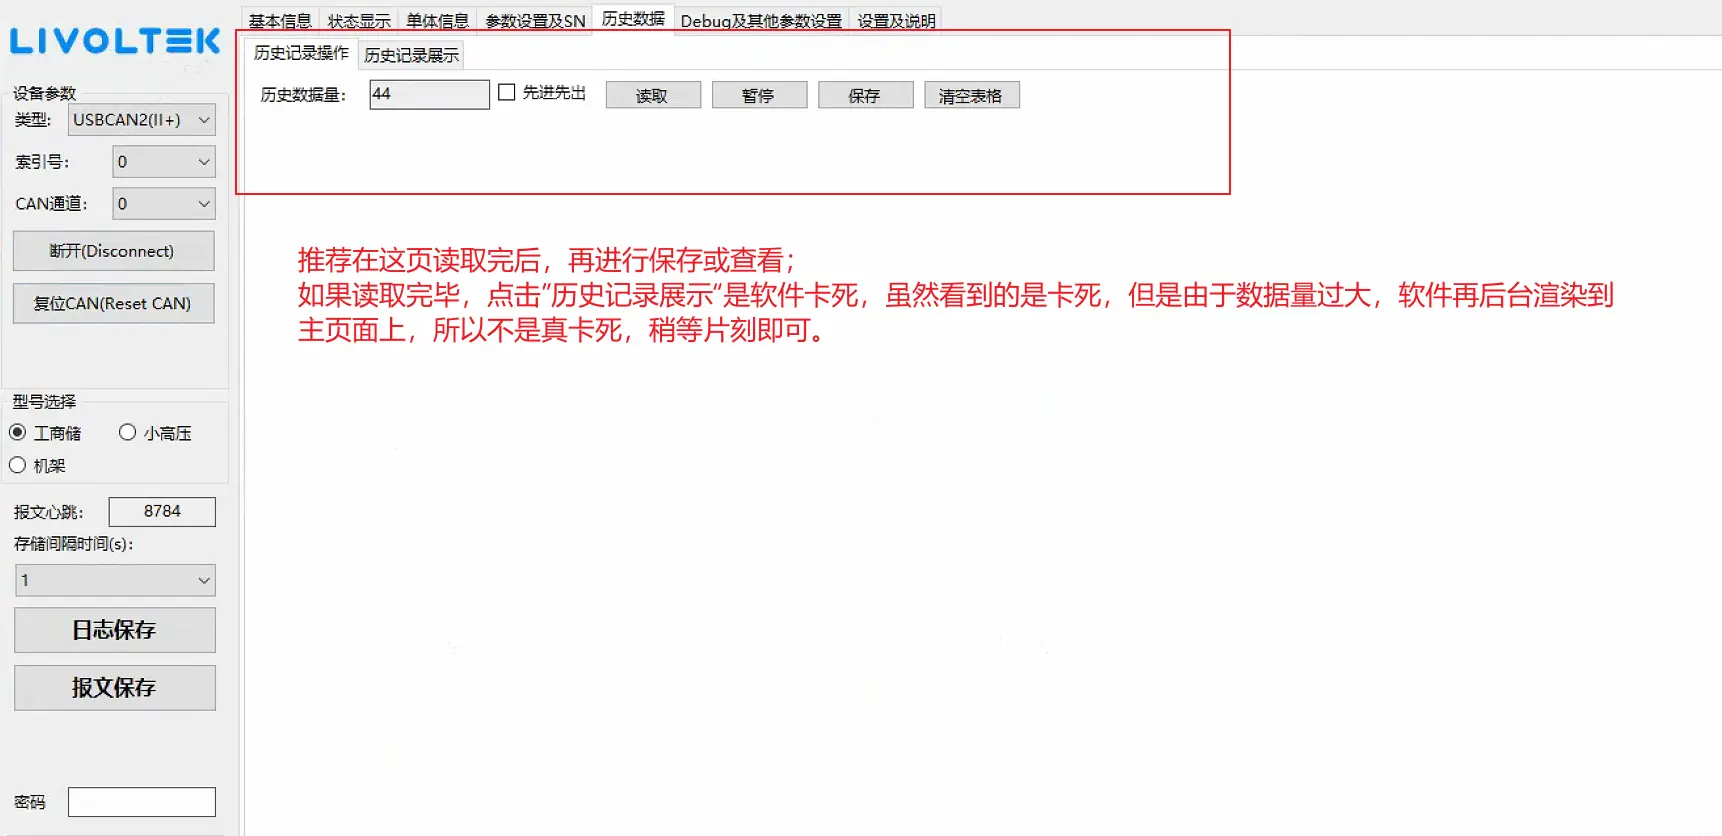 LIVOLTEK
基本信息 状态显示 单体信息 参数设置及SN 历史数据 Debug及其他参数设置 设置及说明
历史记录操作 历史记录展示
历史数据量: 44 先进先出 读取 暂停 保存 清空表格
设备参数
类型: USBCAN2(II+)
索引号: 0
CAN通道: 0
断开(Disconnect)
复位CAN(Reset CAN)
推荐在这页读取完后，再进行保存或查看；
如果读取完毕，点击”历史记录展示“是软件卡死，虽然看到的是卡死，但是由于数据量过大，软件再后台渲染到
主页面上，所以不是真卡死，稍等片刻即可。
型号选择
工商储 小高压
机架
报文心跳: 8784
存储间隔时间(s):
1
日志保存
报文保存
密码